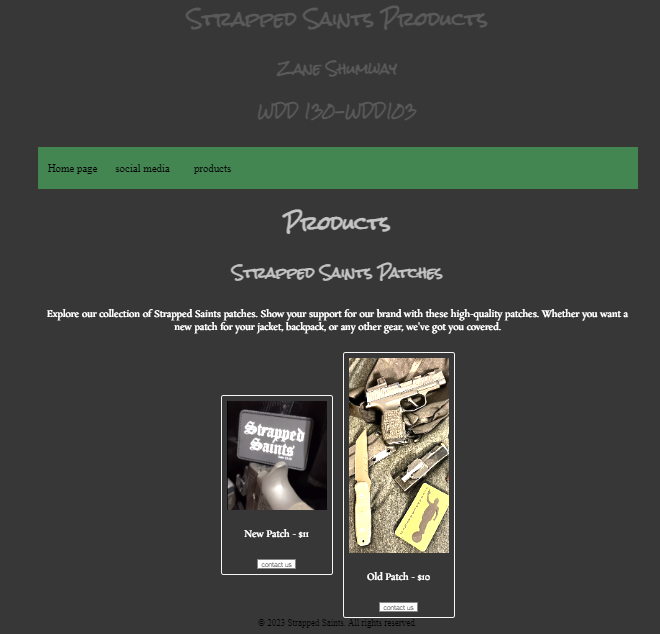 Strapped Saints Products
Zane Shumway
WDD 130-WDD103
Home page social media products
Products
Strapped Saints Patches
Explore our collection of Strapped Saints patches. Show your support for our brand with these high-quality patches. Whether you want a
new patch for your jacket, backpack, or any other gear, we've got you covered.
Strapped
Saints
New Patch - $11
contact us
Old Patch - $10
contact us
© 2023 Strapped Saints. All rights reserved